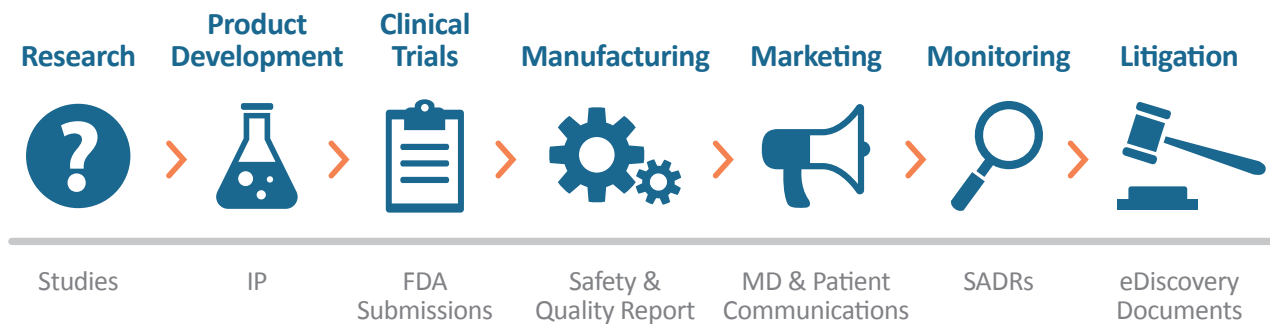 Research
Product
Development
Clinical
Trials
Manufacturing
Marketing
Monitoring
Litigation
?
Studies
IP
FDA
Submissions
Safety &
Quality Report
MD & Patient
Communications
SADRs
eDiscovery
Documents